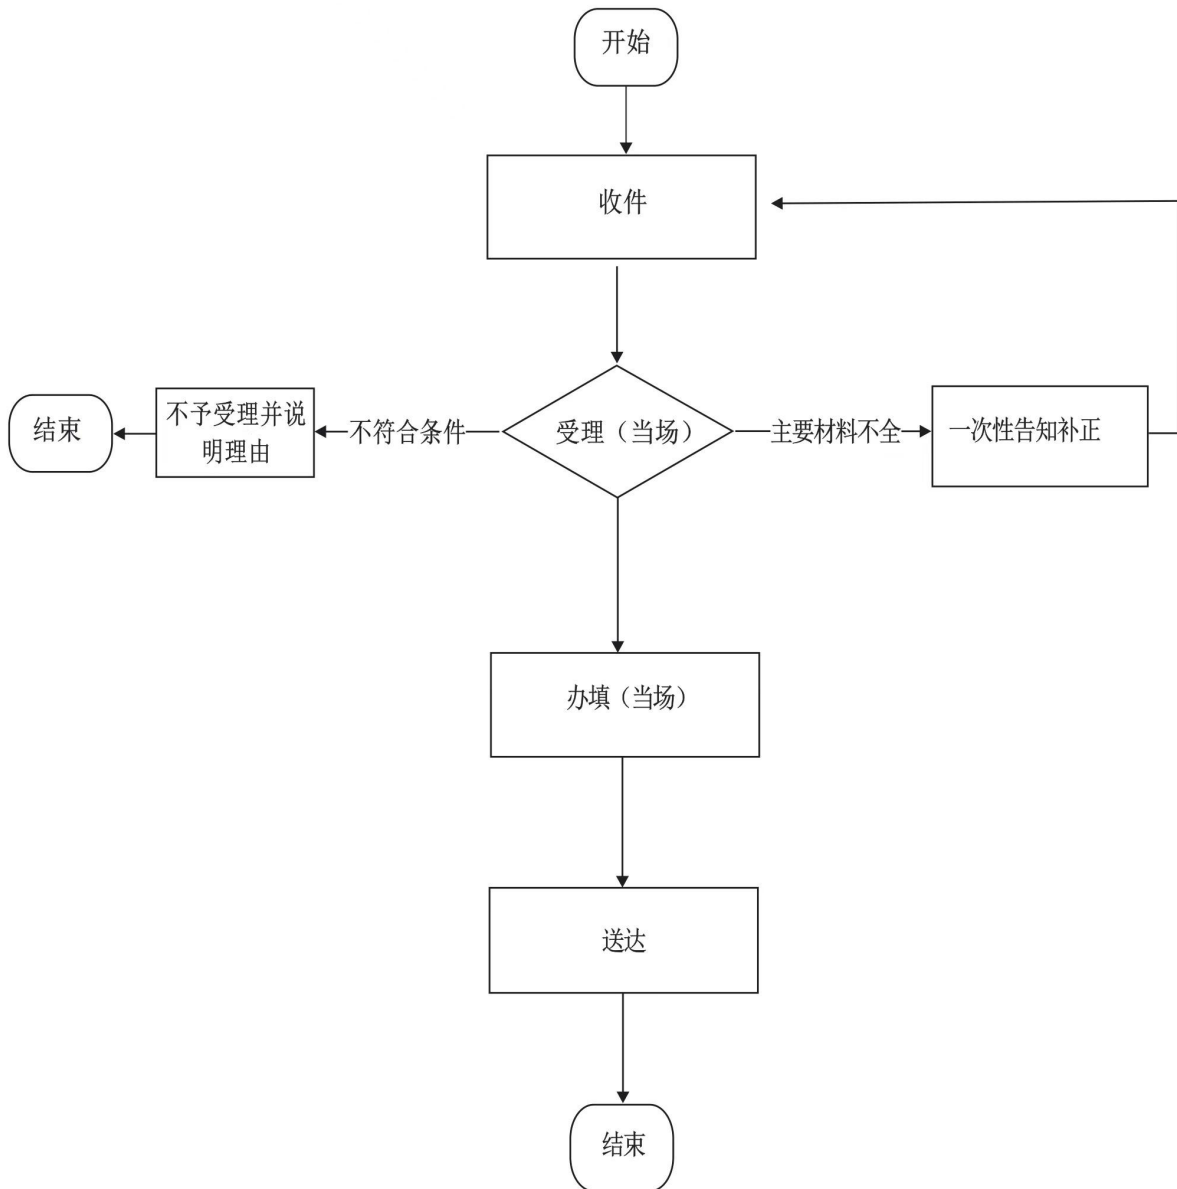 开始
收件
结束
不予受理并说
明理由
不符合条件
受理（当场）
主要材料不全
一次性告知补正
办填（当场）
送达
结束